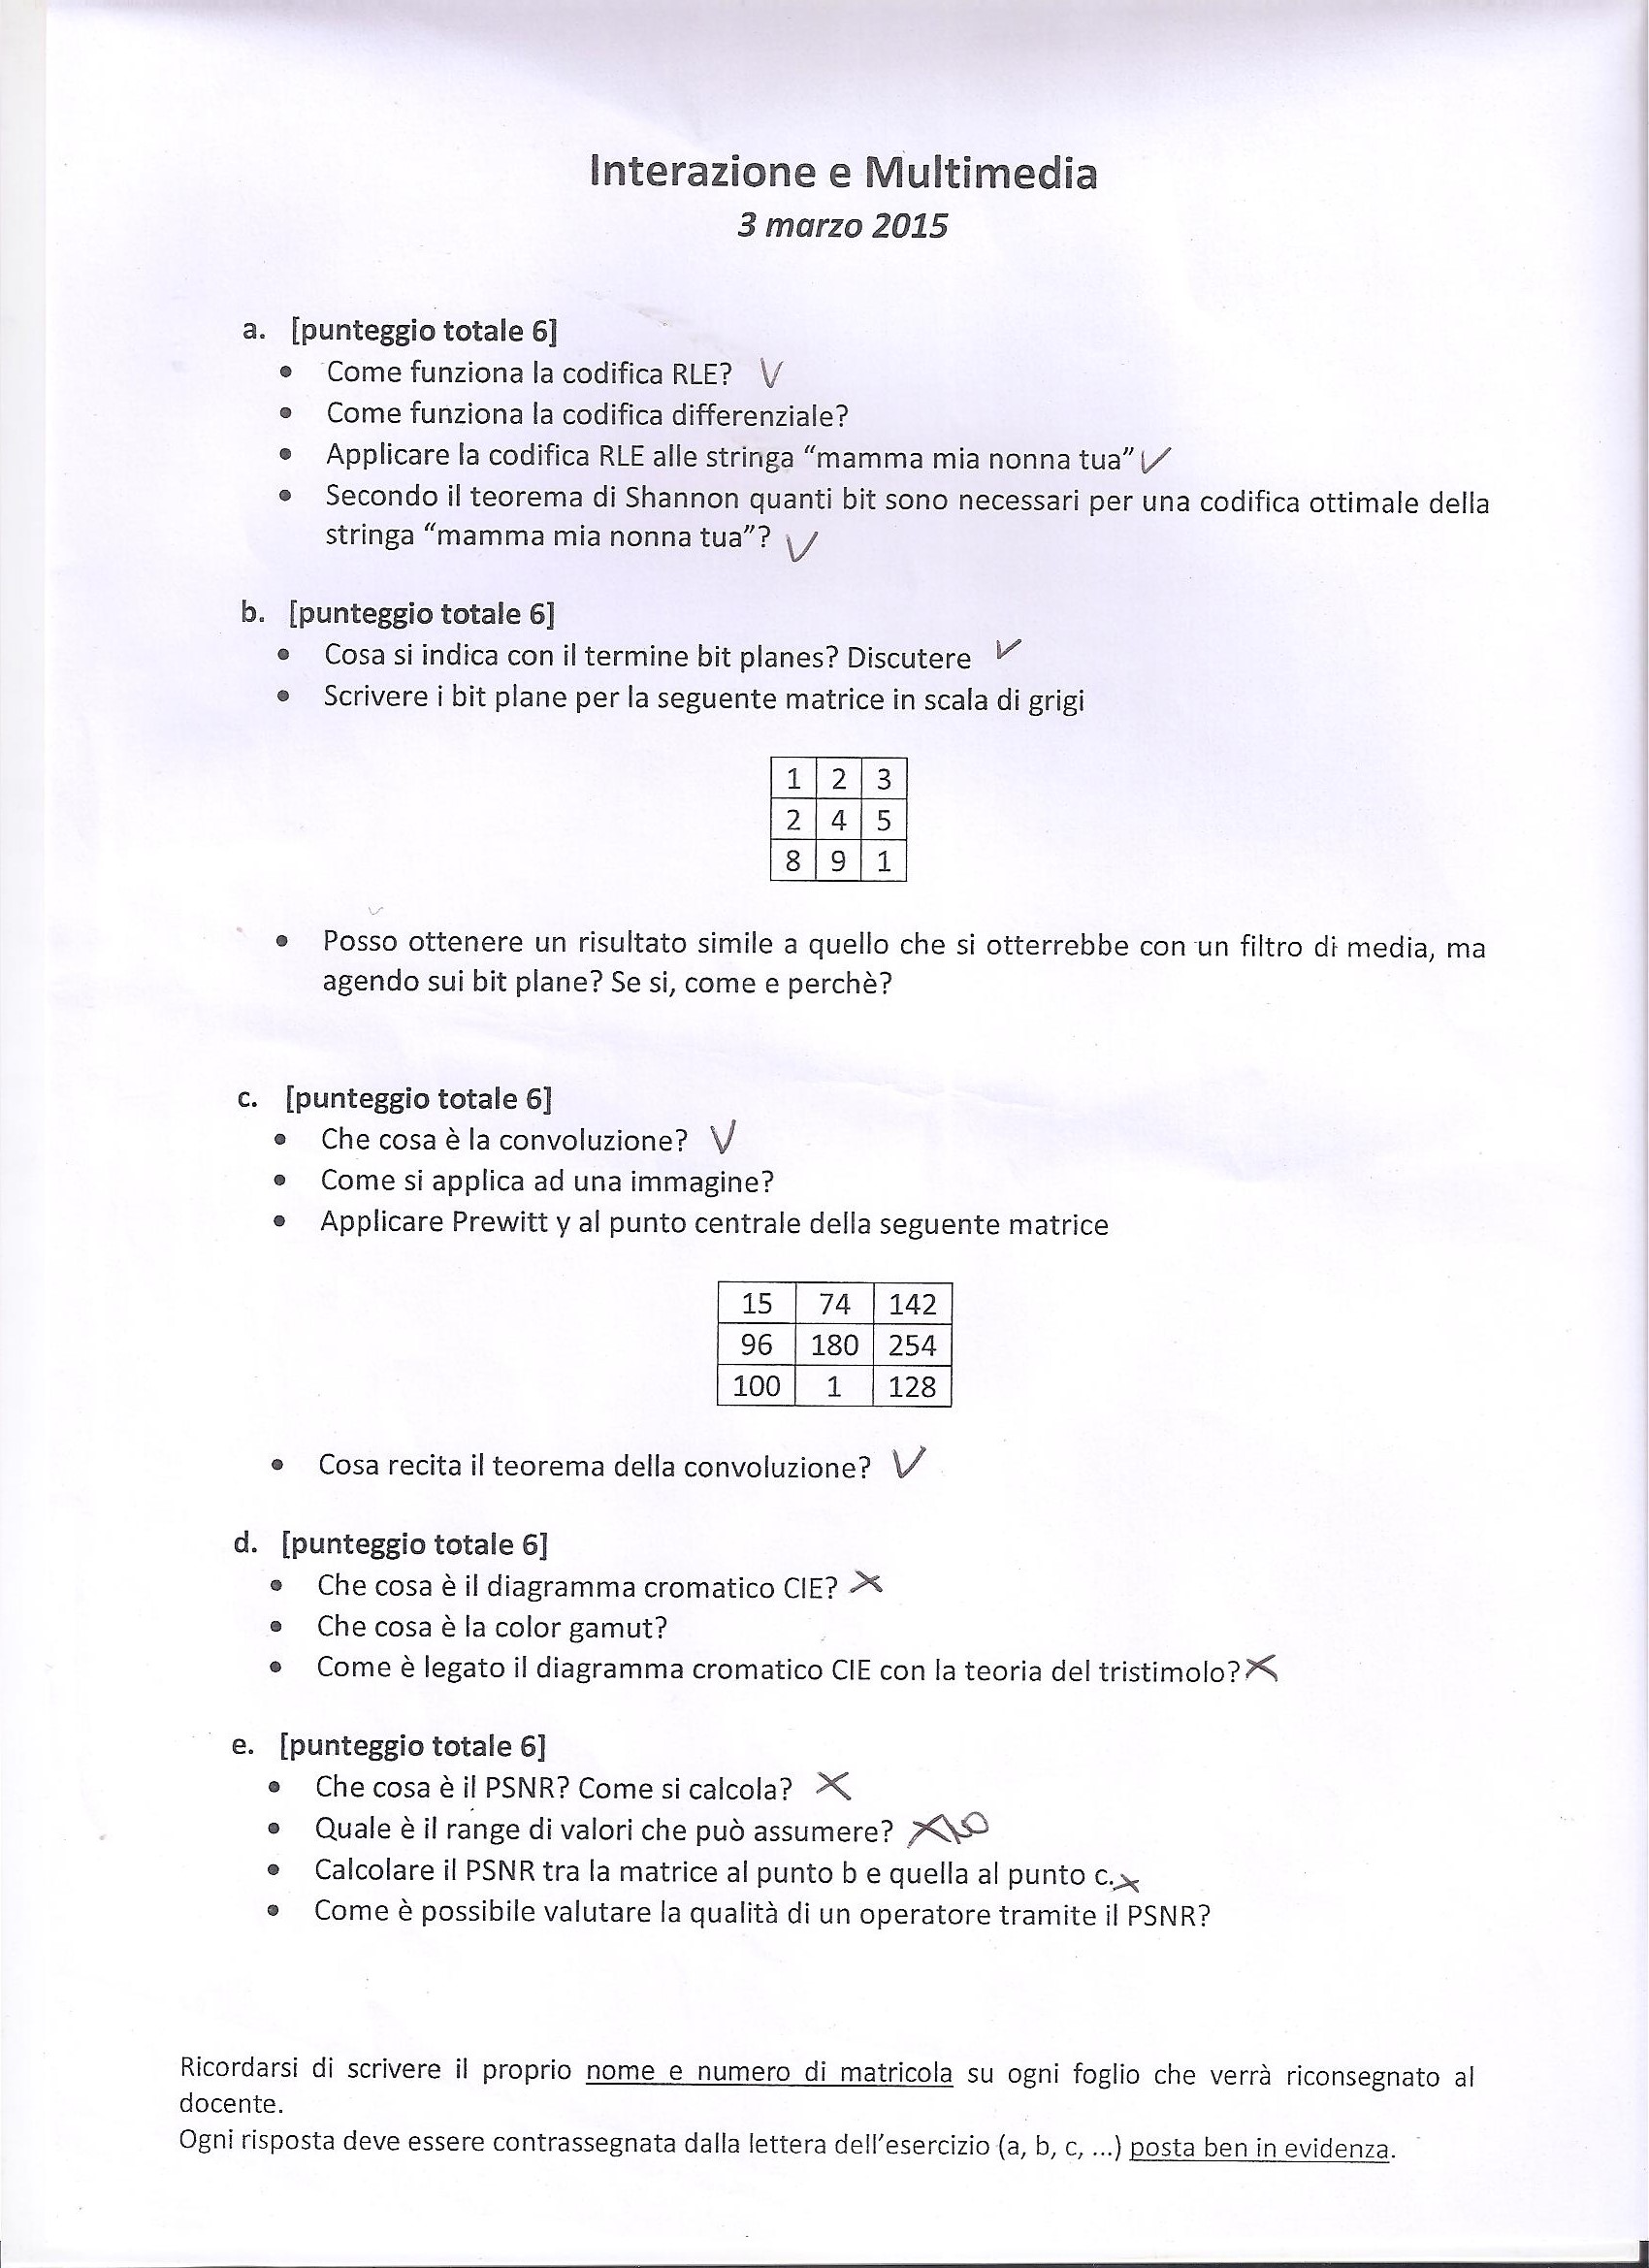 Interazione e Multimedia
3 marzo 2015
a. [punteggio totale 6]
• Come funziona la codifica RLE? V
• Come funziona la codifica differenziale?
• Applicare la codifica RLE alle stringa “mamma mia nonna tua” V
• Secondo il teorema di Shannon quanti bit sono necessari per una codifica ottimale della
stringa “mamma mia nonna tua”? V
b. [punteggio totale 6]
• Cosa si indica con il termine bit planes? Discutere V
• Scrivere i bit plane per la seguente matrice in scala di grigi
1 2 3
2 4 5
8 9 1
• Posso ottenere un risultato simile a quello che si otterrebbe con un filtro di media, ma
agendo sui bit plane? Se si, come e perchè?
c. [punteggio totale 6]
• Che cosa è la convoluzione? V
• Come si applica ad una immagine?
• Applicare Prewitt y al punto centrale della seguente matrice
15 74 142
96 180 254
100 1 128
• Cosa recita il teorema della convoluzione? V
d. [punteggio totale 6]
• Che cosa è il diagramma cromatico CIE? X
• Che cosa è la color gamut?
• Come è legato il diagramma cromatico CIE con la teoria del tristimolo? X
e. [punteggio totale 6]
• Che cosa è il PSNR? Come si calcola? X
• Quale è il range di valori che può assumere? X
• Calcolare il PSNR tra la matrice al punto b e quella al punto c. X
• Come è possibile valutare la qualità di un operatore tramite il PSNR?
Ricordarsi di scrivere il proprio nome e numero di matricola su ogni foglio che verrà riconsegnato al
docente.
Ogni risposta deve essere contrassegnata dalla lettera dell’esercizio (a, b, c, ...) posta ben in evidenza.